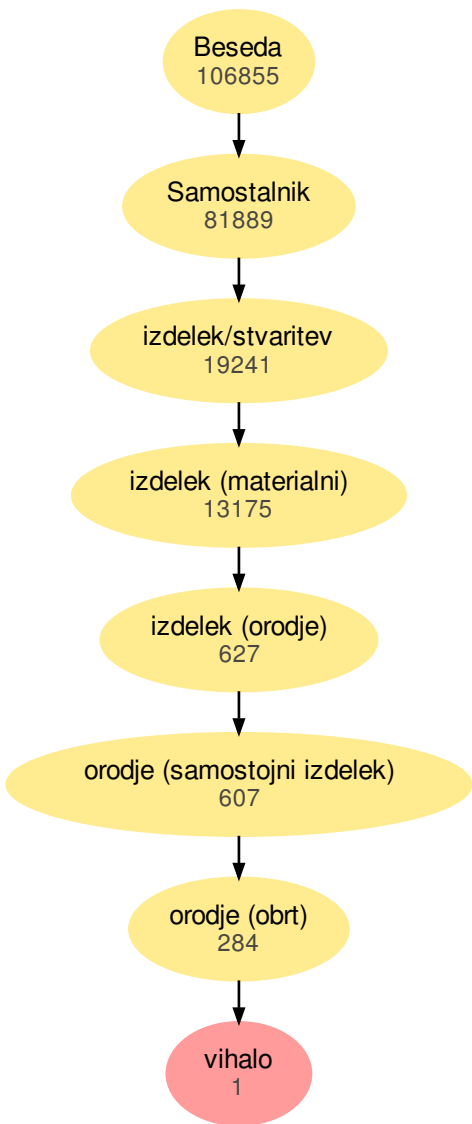 Beseda
106855
Samostalnik
81889
izdelek/stvaritev
19241
izdelek (materialni)
13175
izdelek (orodje)
627
orodje (samostojni izdelek)
607
orodje (obrt)
284
vihalo
1